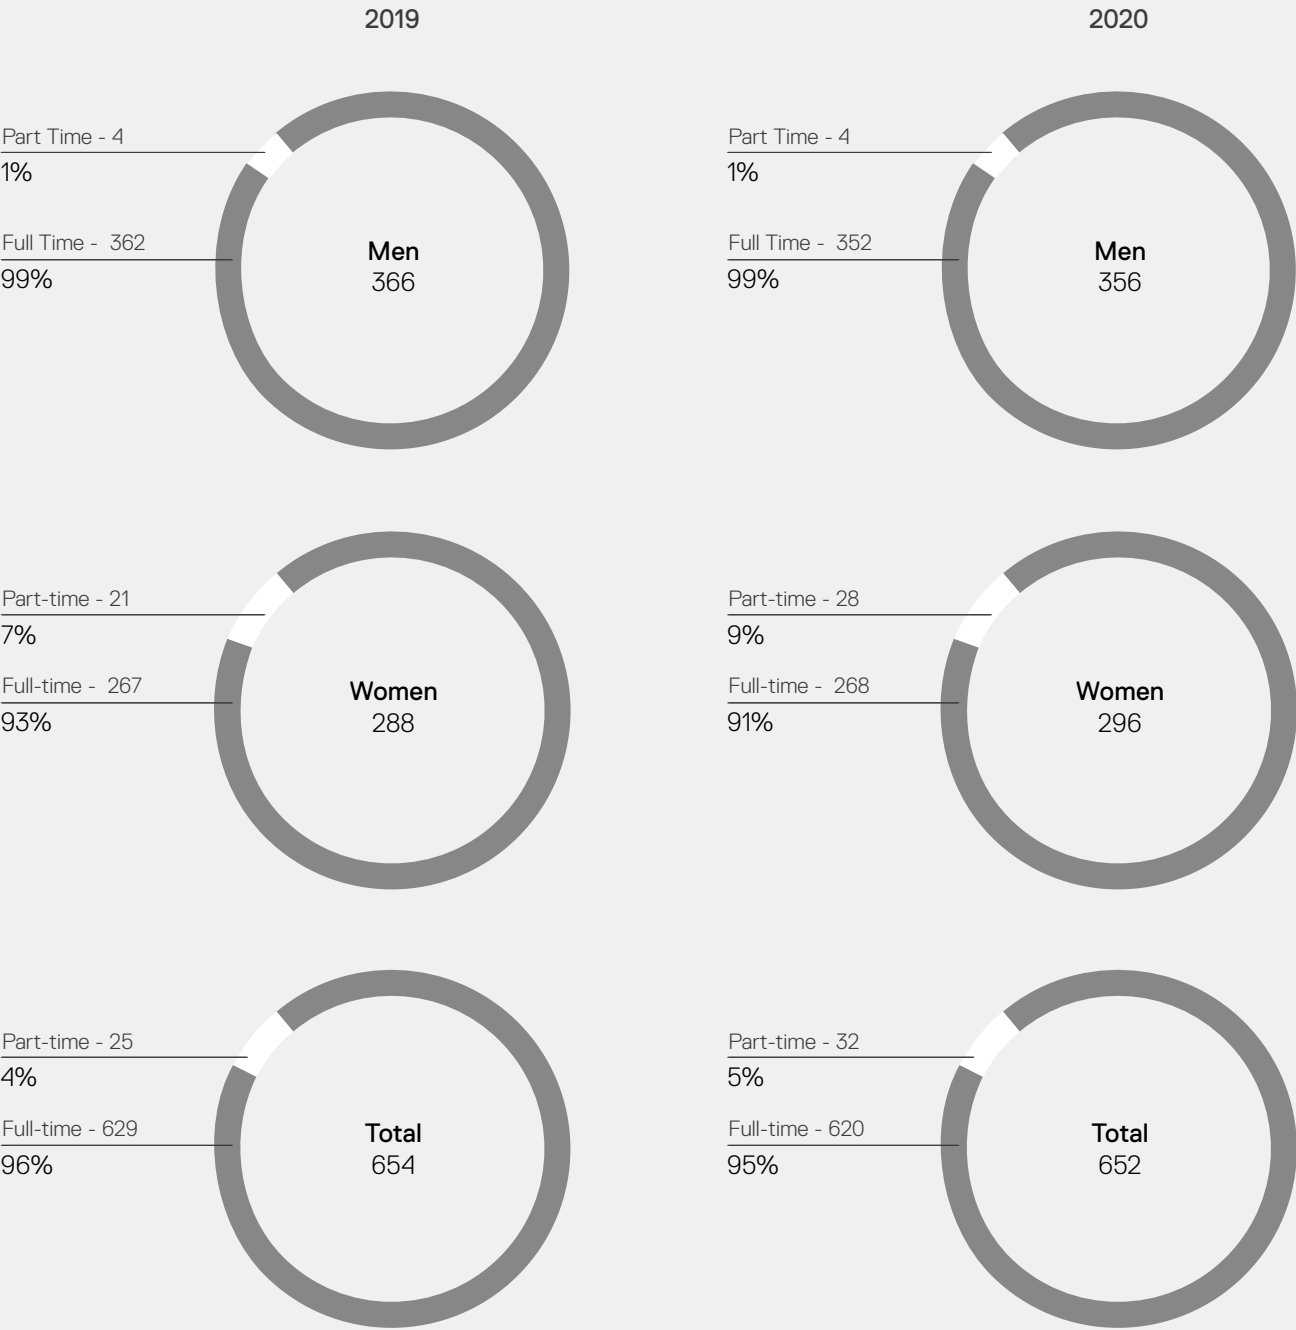 2019
2020
Part Time - 4
1%
Full Time - 362
99%
Men
366
Part Time - 4
1%
Full Time - 352
99%
Men
356
Part-time - 21
7%
Full-time - 267
93%
Women
288
Part-time - 28
9%
Full-time - 268
91%
Women
296
Part-time - 25
4%
Full-time - 629
96%
Total
654
Part-time - 32
5%
Full-time - 620
95%
Total
652